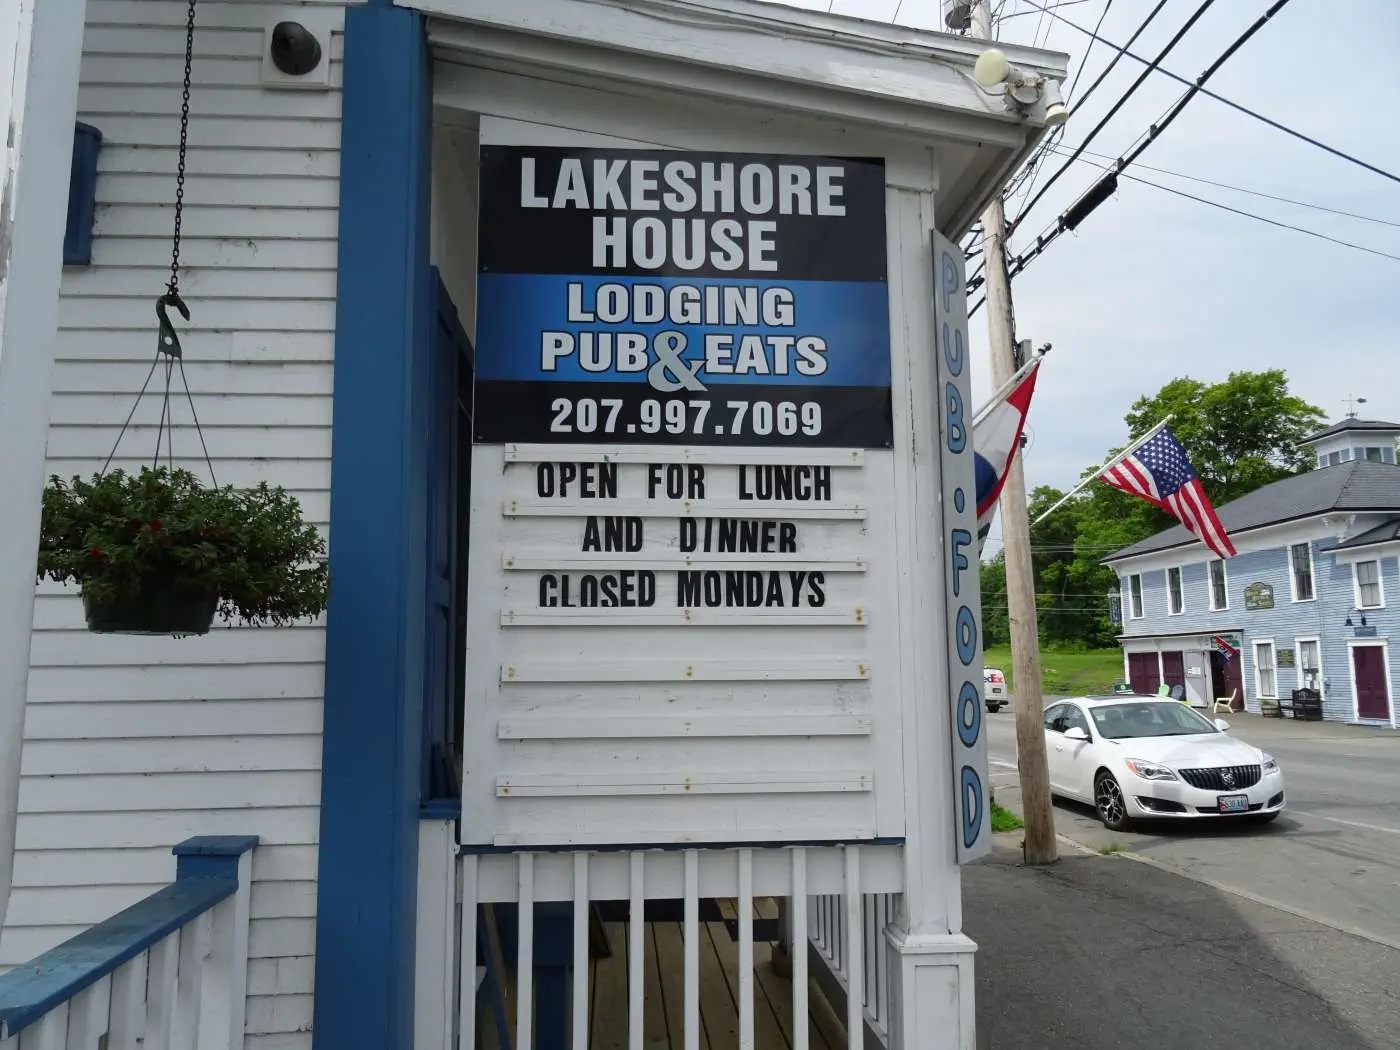 LAKESHORE
HOUSE
LODGING
PUB & EATS
207.997.7069
OPEN FOR LUNCH
AND DINNER
CLOSED MONDAYS
PUB • FOOD